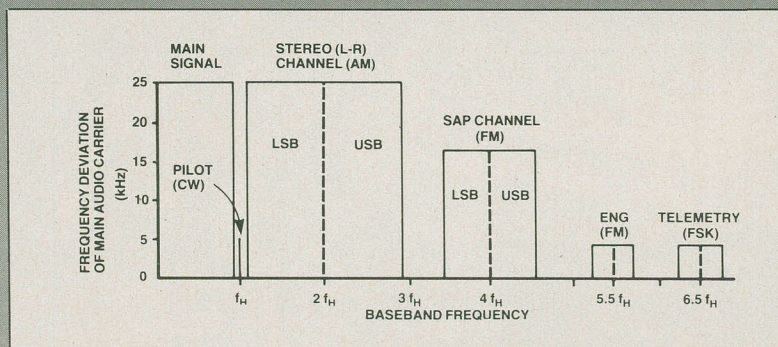 MAIN
SIGNAL
STEREO (L-R)
CHANNEL (AM)
FREQUENCY DEVIATION
OF MAIN AUDIO CARRIER
(kHz)
25
20
15
10
5
0
PILOT
(CW)
LSB
USB
SAP CHANNEL
(FM)
LSB
USB
ENG
(FM)
TELEMETRY
(FSK)
fH
2 fH
3 fH
4 fH
5.5 fH
6.5 fH
BASEBAND FREQUENCY